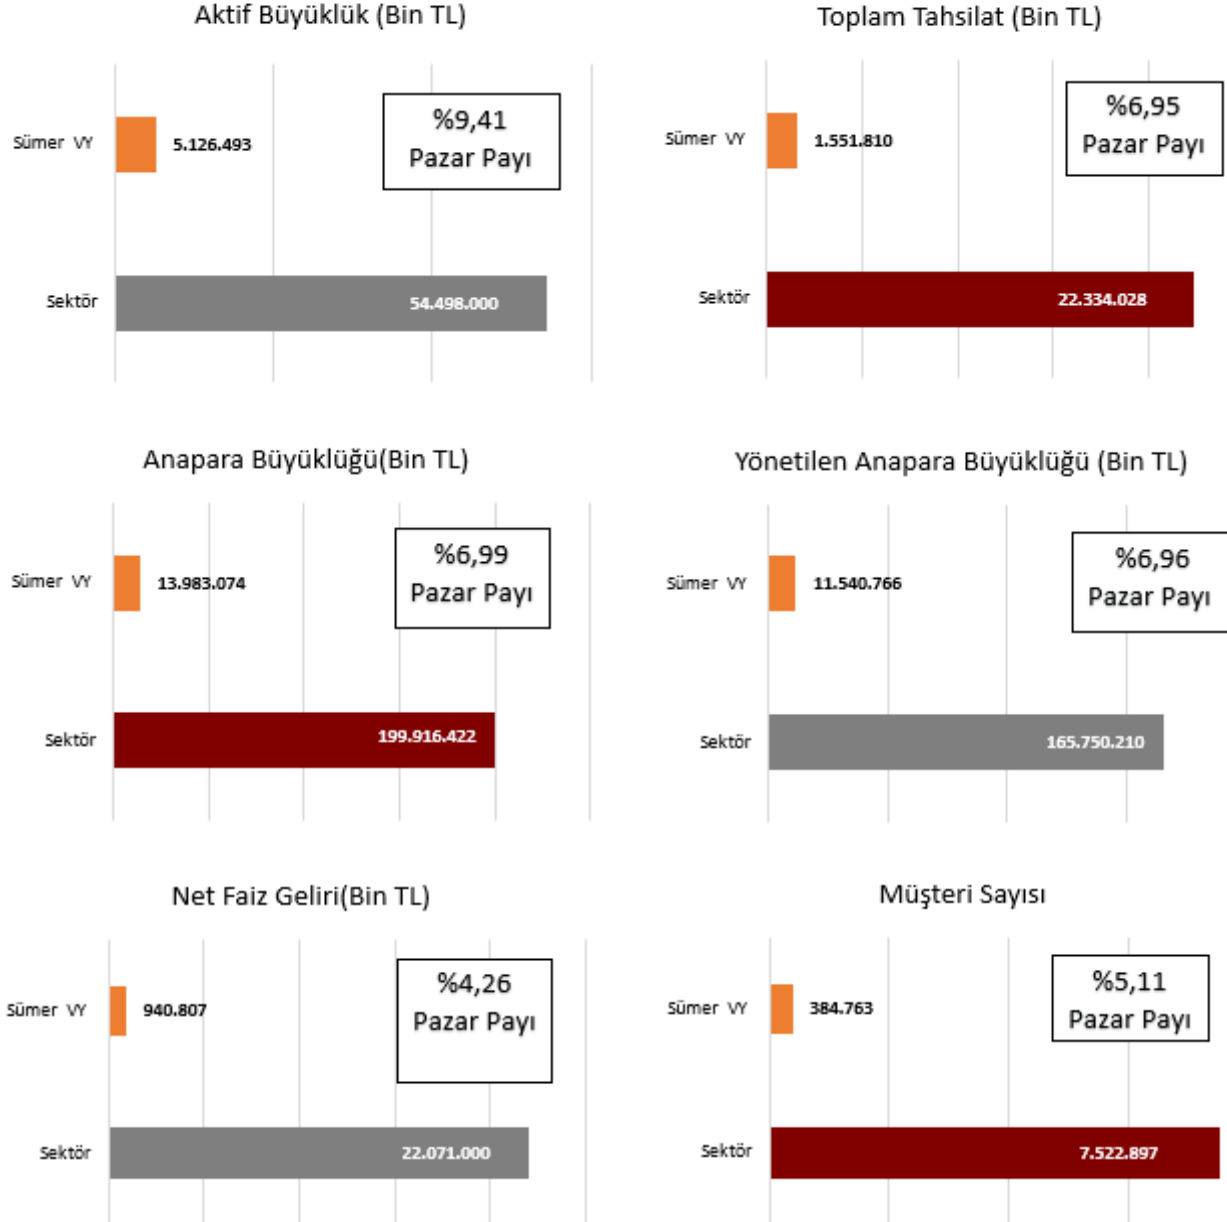 Aktif Büyüklük (Bin TL)
Sümer VY
5.126.493
%9,41
Pazar Payı
Sektör
54.498.000
Toplam Tahsilat (Bin TL)
Sümer VY
1.551.810
%6,95
Pazar Payı
Sektör
22.334.028
Anapara Büyüklüğü(Bin TL)
Sümer VY
13.983.074
%6,99
Pazar Payı
Sektör
199.916.422
Yönetilen Anapara Büyüklüğü (Bin TL)
Sümer VY
11.540.766
%6,96
Pazar Payı
Sektör
165.750.210
Net Faiz Geliri(Bin TL)
Sümer VY
940.807
%4,26
Pazar Payı
Sektör
22.071.000
Müşteri Sayısı
Sümer VY
384.763
%5,11
Pazar Payı
Sektör
7.522.897